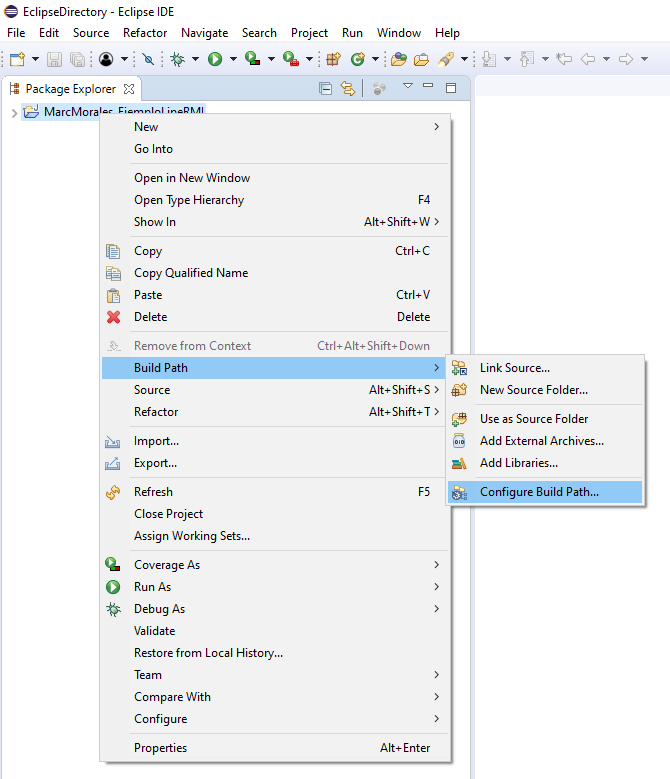 EclipseDirectory - Eclipse IDE
File Edit Source Refactor Navigate Search Project Run Window Help
Package Explorer
MarcMorales_EjemploLineRMI
New
Go Into
Open in New Window
Open Type Hierarchy F4
Show In Alt+Shift+W
Copy Ctrl+C
Copy Qualified Name
Paste Ctrl+V
Delete Delete
Remove from Context Ctrl+Alt+Shift+Down
Build Path
Source Alt+Shift+S
Refactor Alt+Shift+T
Import...
Export...
Refresh F5
Close Project
Assign Working Sets...
Coverage As
Run As
Debug As
Validate
Restore from Local History...
Team
Compare With
Configure
Properties Alt+Enter
Link Source...
New Source Folder...
Use as Source Folder
Add External Archives...
Add Libraries...
Configure Build Path...